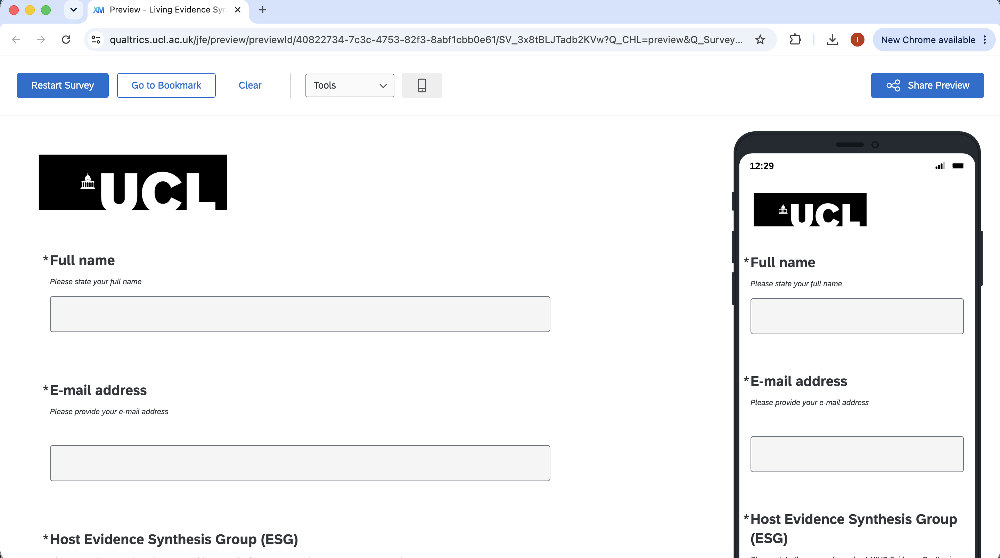 XM Preview - Living Evidence Syn
qualtrics.ucl.ac.uk/jfe/preview/previewId/40822734-7c3c-4753-82f3-8abf1cbb0e61/SV_3x8tBLJTadb2KVw?Q_CHL=preview&Q_Survey...
I
New Chrome available
Restart Survey
Go to Bookmark
Clear
Tools
Share Preview
UCL
*Full name
Please state your full name
*E-mail address
Please provide your e-mail address
*Host Evidence Synthesis Group (ESG)
12:29
UCL
*Full name
Please state your full name
*E-mail address
Please provide your e-mail address
*Host Evidence Synthesis Group
(ESG)